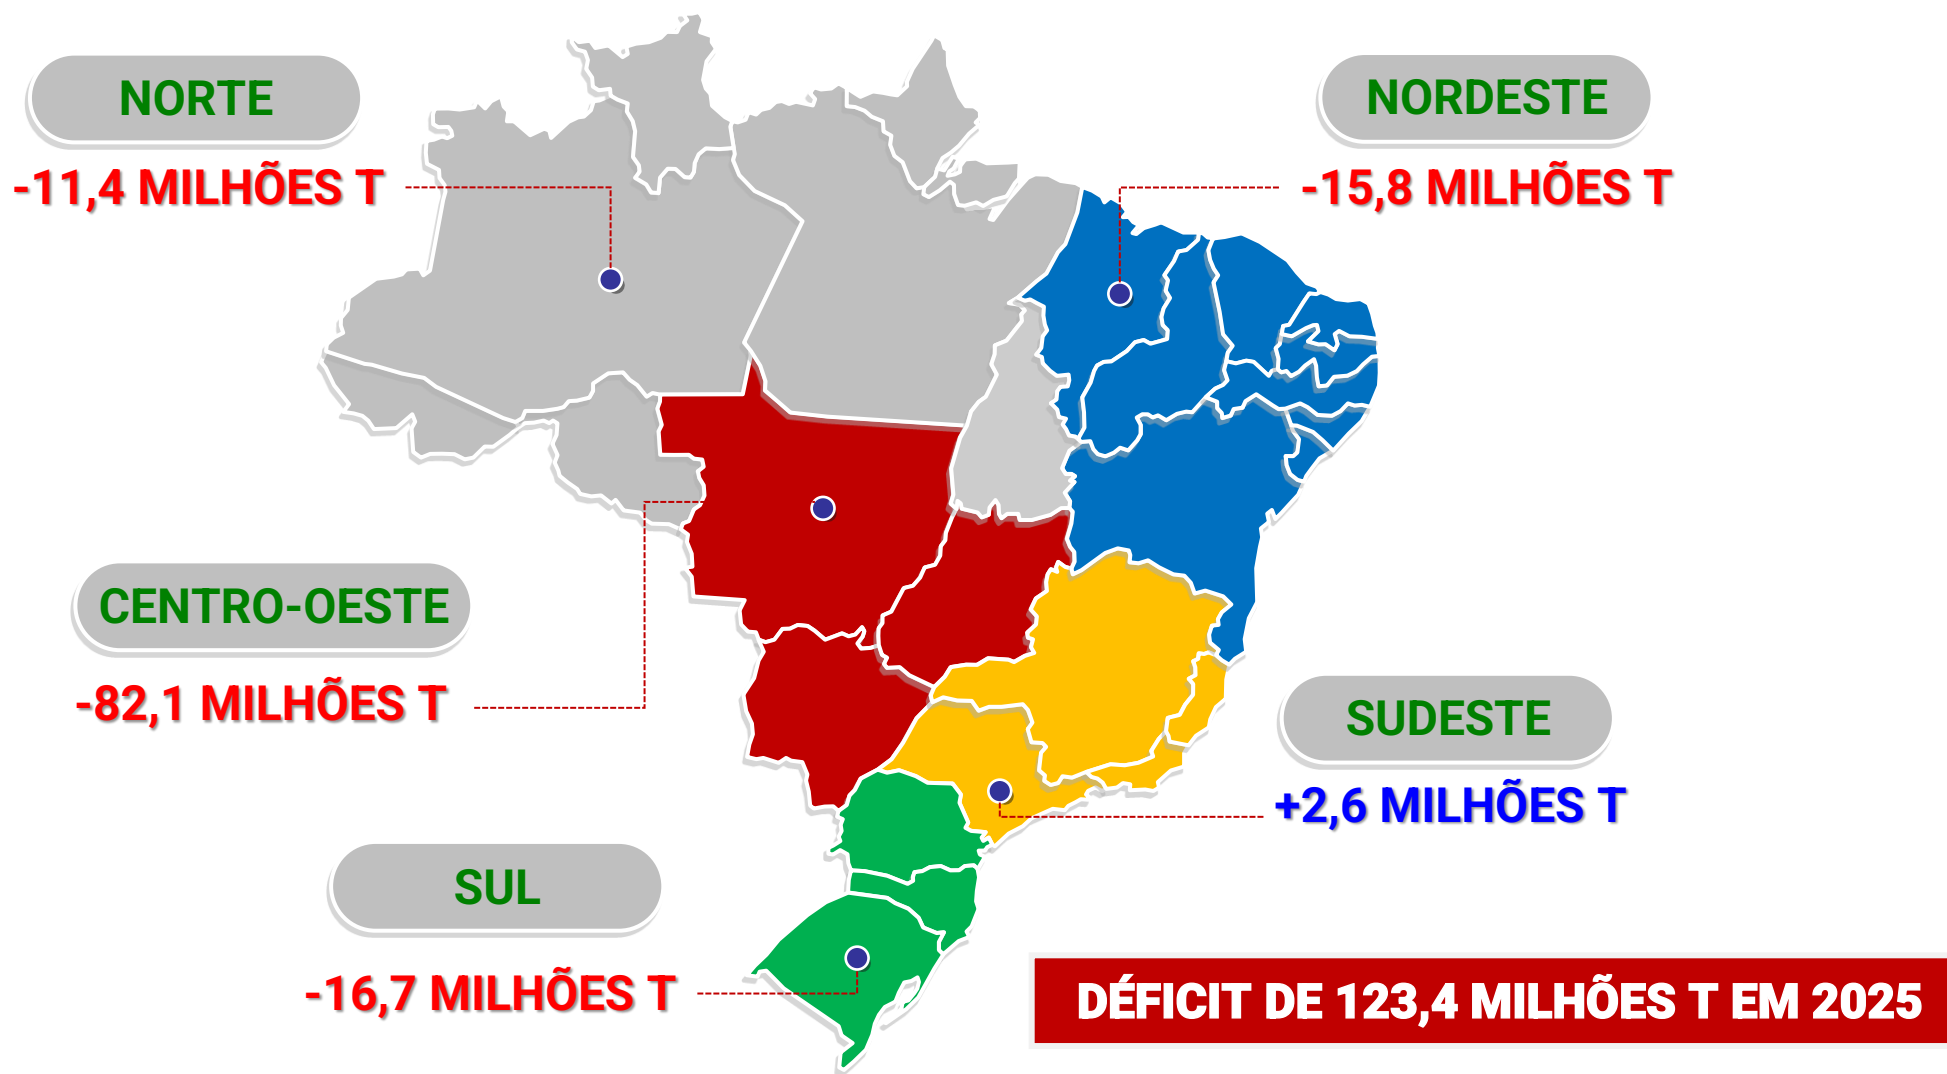 NORTE
-11,4 MILHÕES T
NORDESTE
-15,8 MILHÕES T
CENTRO-OESTE
-82,1 MILHÕES T
SUDESTE
+2,6 MILHÕES T
SUL
-16,7 MILHÕES T
DÉFICIT DE 123,4 MILHÕES T EM 2025